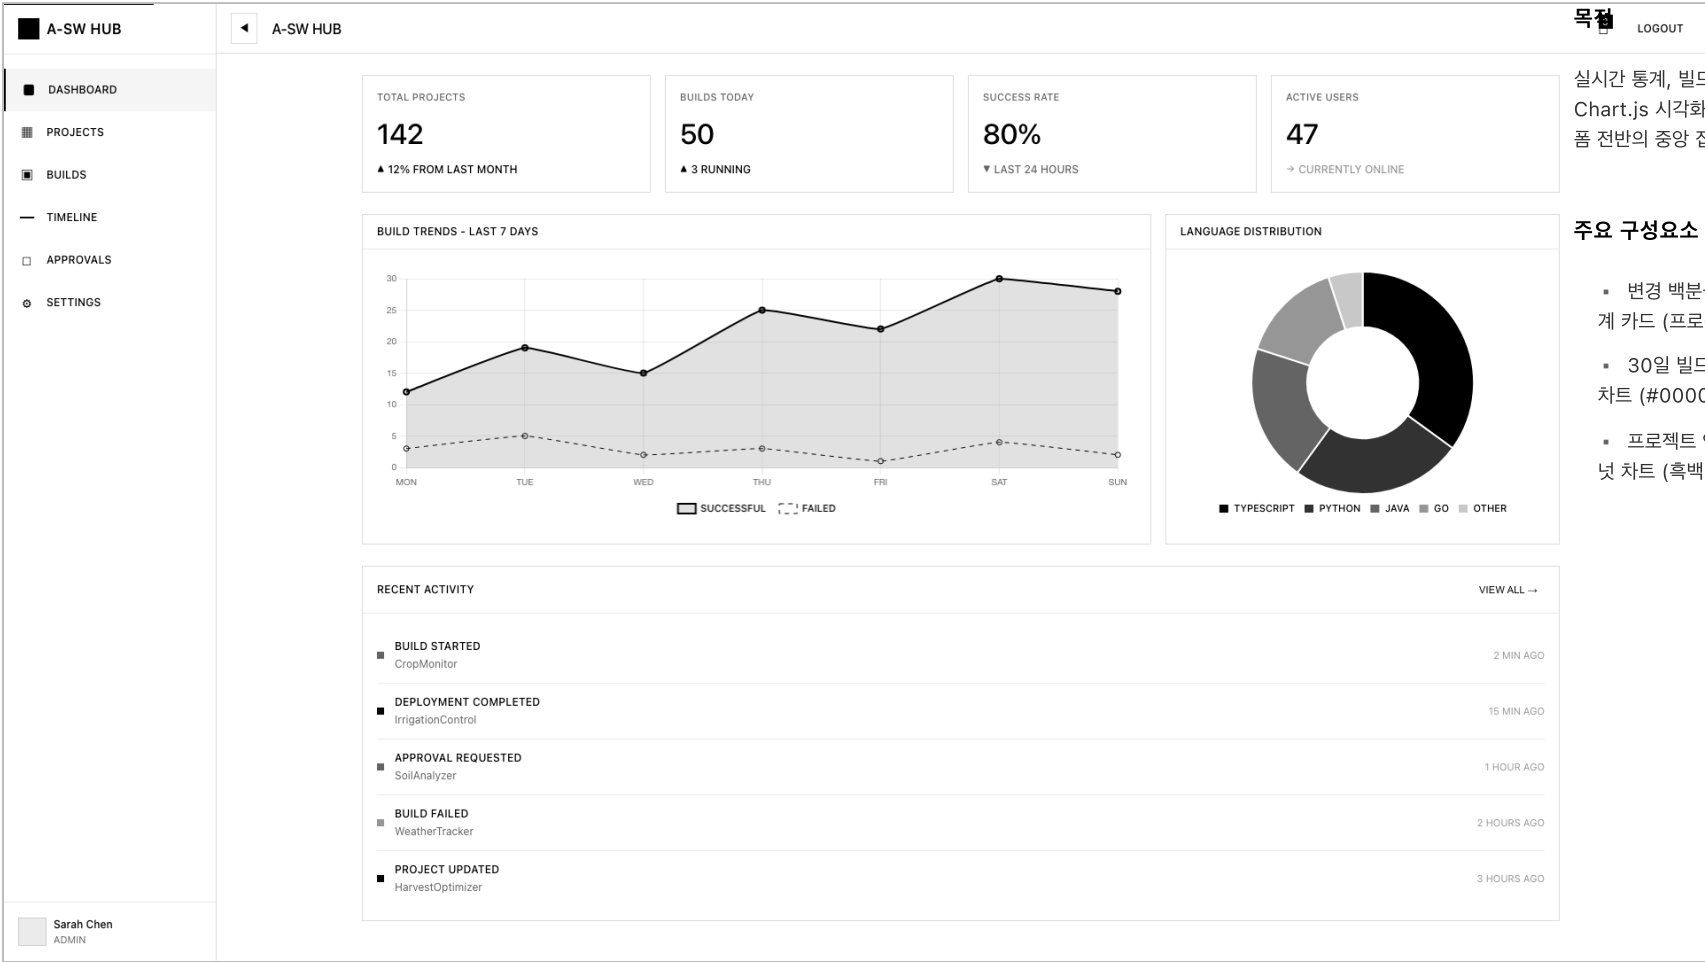 A-SW HUB
DASHBOARD
PROJECTS
BUILDS
TIMELINE
APPROVALS
SETTINGS
Sarah Chen
ADMIN
A-SW HUB
LOGOUT
TOTAL PROJECTS
142
▲ 12% FROM LAST MONTH
BUILDS TODAY
50
▲ 3 RUNNING
SUCCESS RATE
80%
▼ LAST 24 HOURS
ACTIVE USERS
47
→ CURRENTLY ONLINE
BUILD TRENDS - LAST 7 DAYS
30
25
20
15
10
5
0
MON TUE WED THU FRI SAT SUN
SUCCESSFUL FAILED
LANGUAGE DISTRIBUTION
TYPESCRIPT PYTHON JAVA GO OTHER
RECENT ACTIVITY
VIEW ALL →
BUILD STARTED
CropMonitor
2 MIN AGO
DEPLOYMENT COMPLETED
IrrigationControl
15 MIN AGO
APPROVAL REQUESTED
SoilAnalyzer
1 HOUR AGO
BUILD FAILED
WeatherTracker
2 HOURS AGO
PROJECT UPDATED
HarvestOptimizer
3 HOURS AGO
목적
실시간 통계,
Chart.js 시각화
폼 전반의 중앙
주요 구성요소
▪ 변경
계 카드 (프로
▪ 30일
차트 (#000
▪ 프로젝트
넛 차트 (흑백